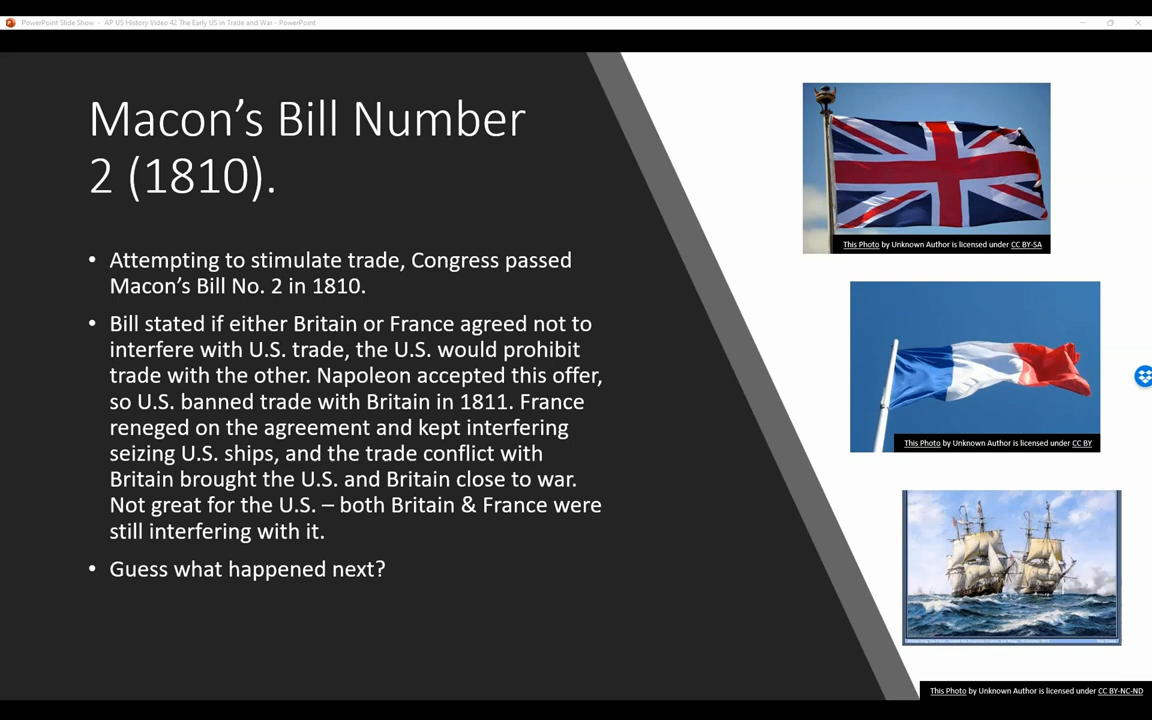 PowerPoint Slide Show - AP US History Video 42 The Early US in Trade and War - PowerPoint
Macon's Bill Number
2 (1810).
• Attempting to stimulate trade, Congress passed
Macon's Bill No. 2 in 1810.
• Bill stated if either Britain or France agreed not to
interfere with U.S. trade, the U.S. would prohibit
trade with the other. Napoleon accepted this offer,
so U.S. banned trade with Britain in 1811. France
reneged on the agreement and kept interfering
seizing U.S. ships, and the trade conflict with
Britain brought the U.S. and Britain close to war.
Not great for the U.S. – both Britain & France were
still interfering with it.
• Guess what happened next?
This Photo by Unknown Author is licensed under CC BY-SA
This Photo by Unknown Author is licensed under CC BY
This Photo by Unknown Author is licensed under CC BY-NC-ND